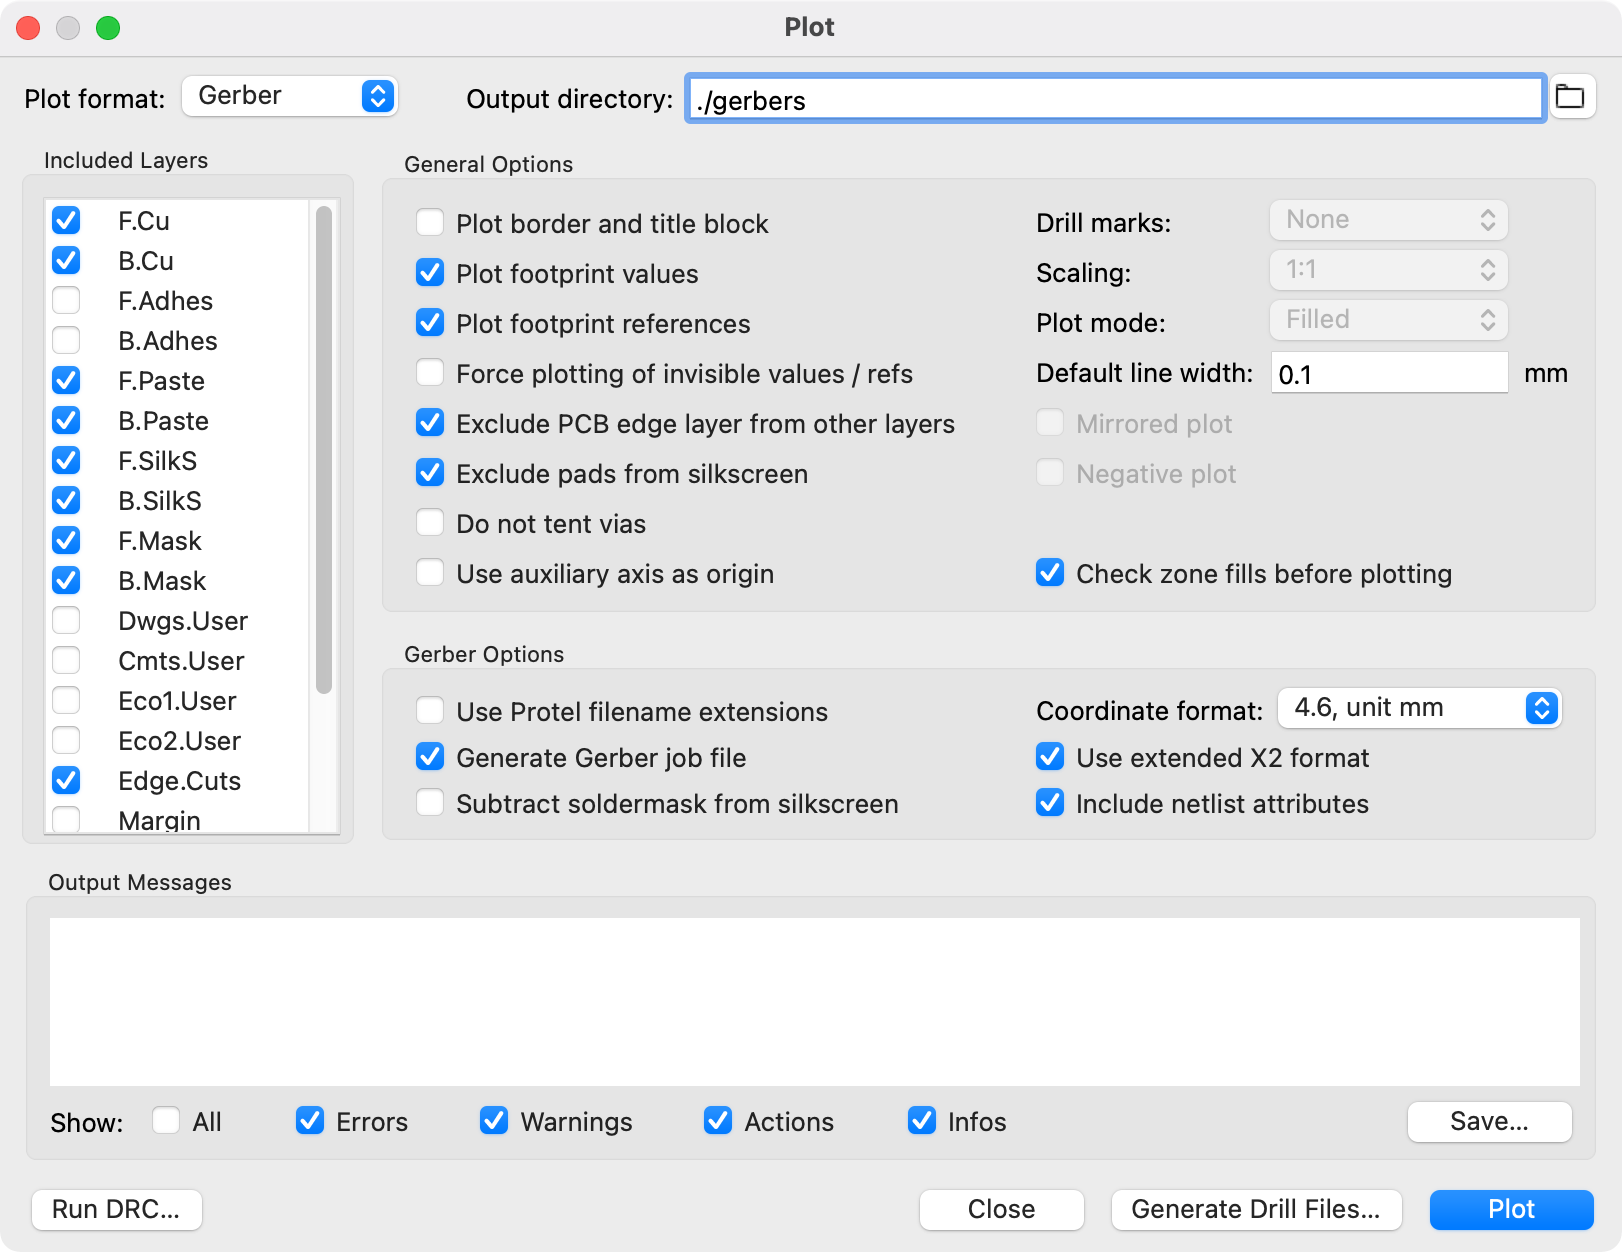 Plot
Plot format: Gerber
Output directory: ./gerbers
Included Layers
F.Cu
B.Cu
F.Adhes
B.Adhes
F.Paste
B.Paste
F.SilkS
B.SilkS
F.Mask
B.Mask
Dwgs.User
Cmts.User
Eco1.User
Eco2.User
Edge.Cuts
Margin
General Options
Plot border and title block
Plot footprint values
Plot footprint references
Force plotting of invisible values / refs
Exclude PCB edge layer from other layers
Exclude pads from silkscreen
Do not tent vias
Use auxiliary axis as origin
Drill marks: None
Scaling: 1:1
Plot mode: Filled
Default line width: 0.1 mm
Mirrored plot
Negative plot
Check zone fills before plotting
Gerber Options
Use Protel filename extensions
Generate Gerber job file
Subtract soldermask from silkscreen
Coordinate format: 4.6, unit mm
Use extended X2 format
Include netlist attributes
Output Messages
Show: All Errors Warnings Actions Infos Save...
Run DRC... Close Generate Drill Files... Plot